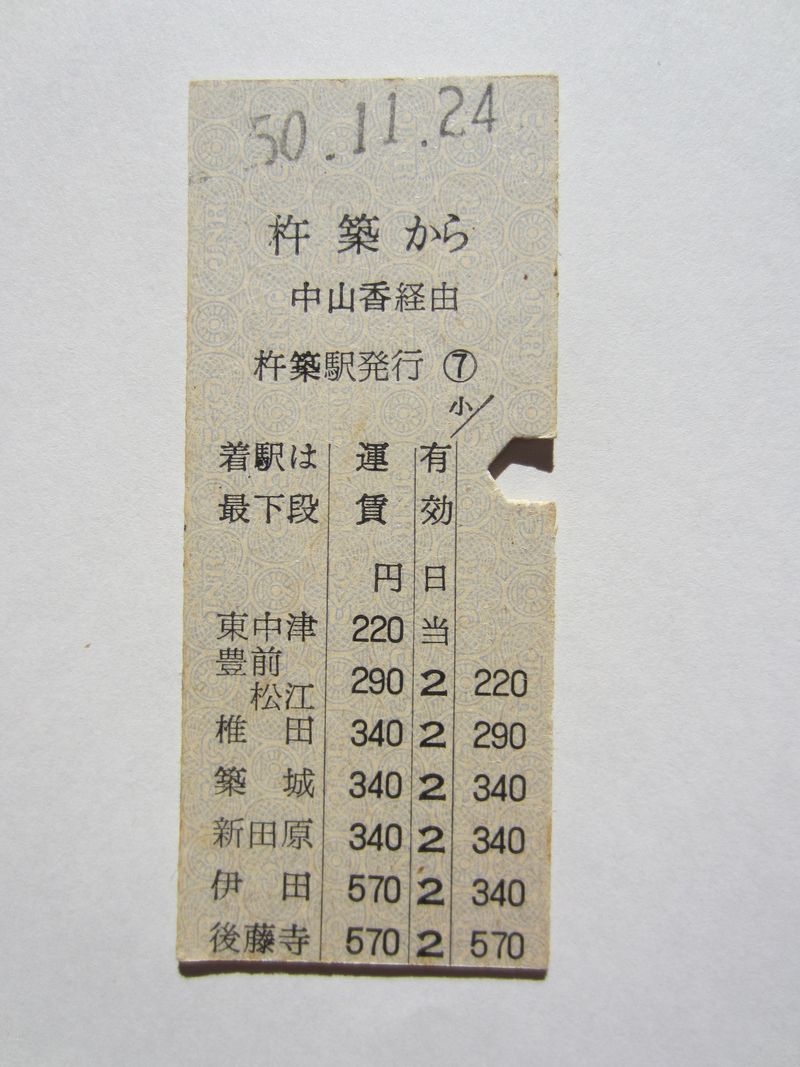 50.11.24
杵築から
中山香経由
杵築駅発行 ⑦
小
着駅は 運 有
最下段 賃 効
円 日
東中津 220 当
豊前
松江 290 2 220
椎田 340 2 290
築城 340 2 340
新田原 340 2 340
伊田 570 2 340
後藤寺 570 2 570